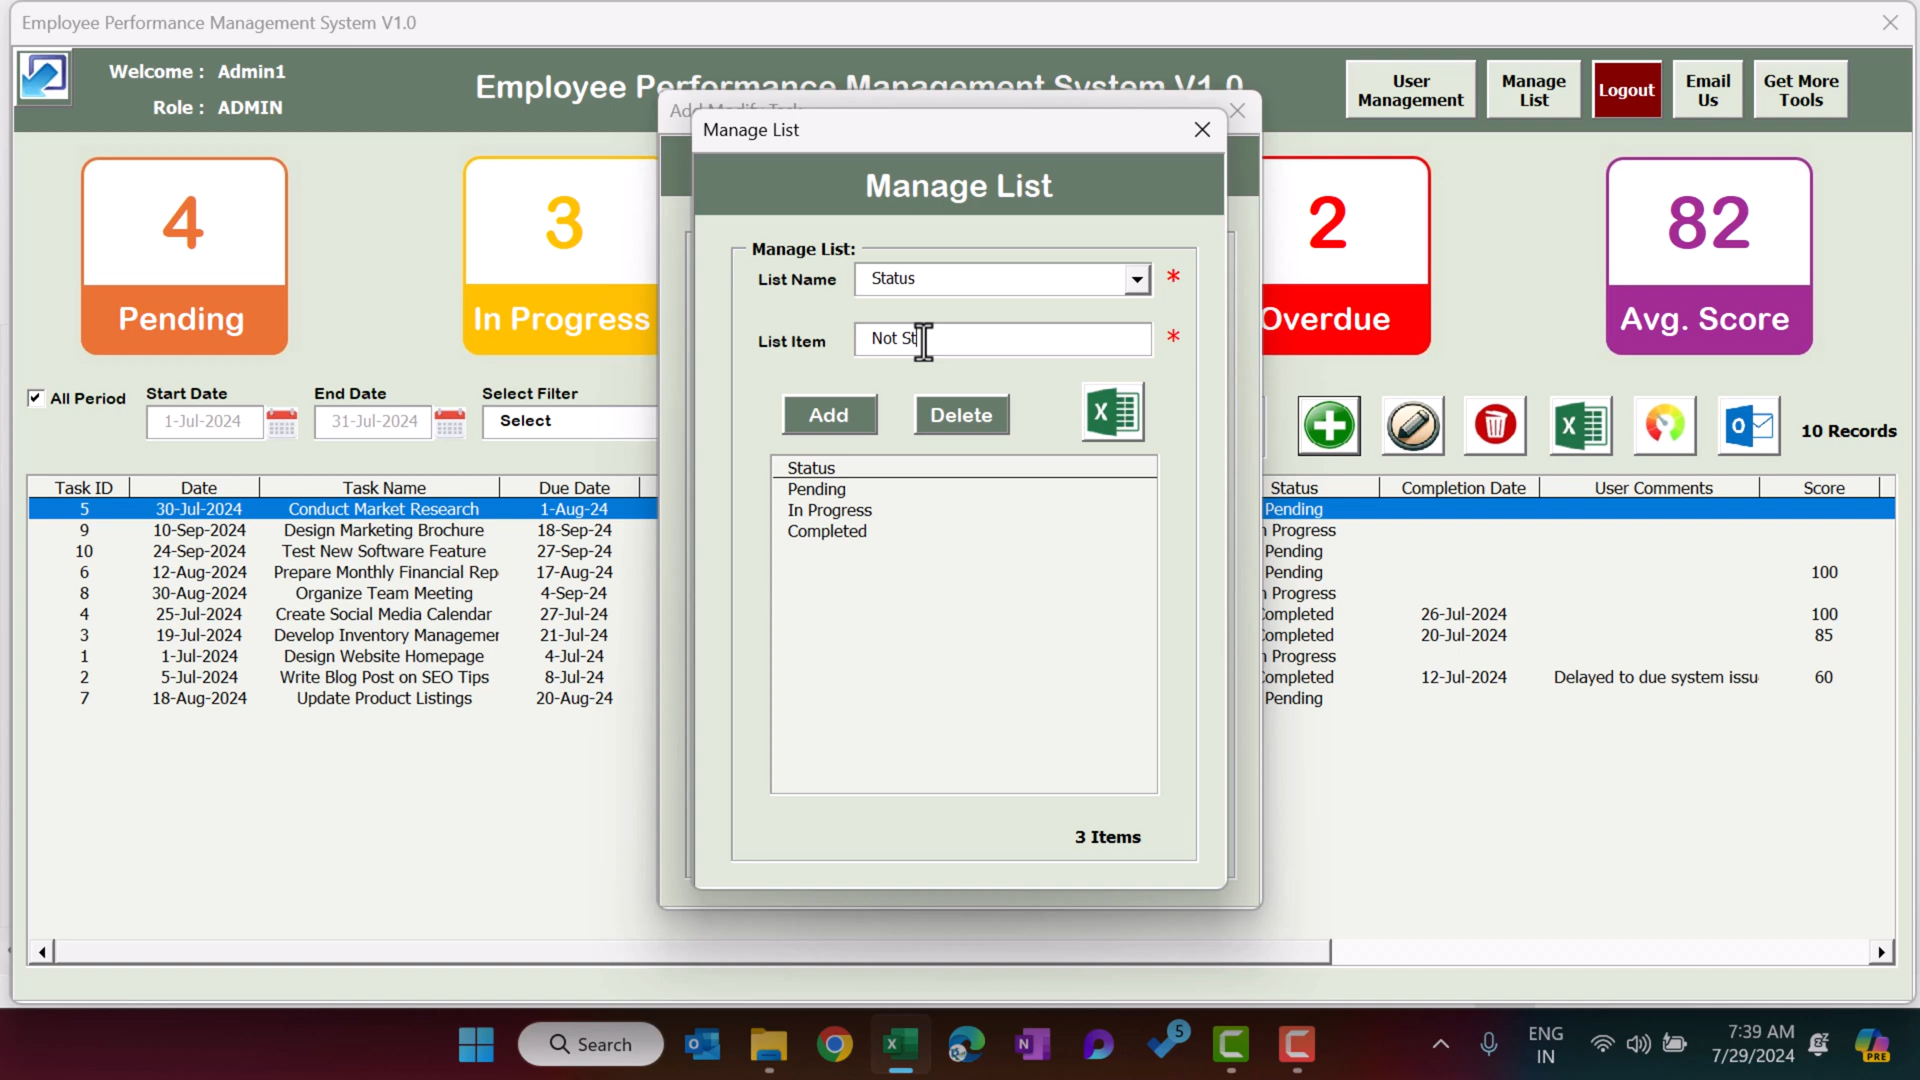 Employee Performance Management System V1.0
Welcome : Admin1
Role : ADMIN
Employee Performance Management System V1.0
User Management
Manage List
Logout
Email Us
Get More Tools
Add Modify Task
Manage List
Manage List
4
Pending
3
In Progress
2
Overdue
82
Avg. Score
Manage List:
List Name Status *
List Item Not St *
Add Delete
Status
Pending
In Progress
Completed
3 Items
All Period
Start Date
1-Jul-2024
End Date
31-Jul-2024
Select Filter
Select
10 Records
Task ID Date Task Name Due Date Status Completion Date User Comments Score
5 30-Jul-2024 Conduct Market Research 1-Aug-24 Pending
9 10-Sep-2024 Design Marketing Brochure 18-Sep-24 n Progress
10 24-Sep-2024 Test New Software Feature 27-Sep-24 Pending
6 12-Aug-2024 Prepare Monthly Financial Rep 17-Aug-24 Pending 100
8 30-Aug-2024 Organize Team Meeting 4-Sep-24 n Progress
4 25-Jul-2024 Create Social Media Calendar 27-Jul-24 ompleted 26-Jul-2024 100
3 19-Jul-2024 Develop Inventory Managemer 21-Jul-24 ompleted 20-Jul-2024 85
1 1-Jul-2024 Design Website Homepage 4-Jul-24 n Progress
2 5-Jul-2024 Write Blog Post on SEO Tips 8-Jul-24 ompleted 12-Jul-2024 Delayed to due system issu 60
7 18-Aug-2024 Update Product Listings 20-Aug-24 Pending
Search
5
ENG
IN
7:39 AM
7/29/2024
PRE